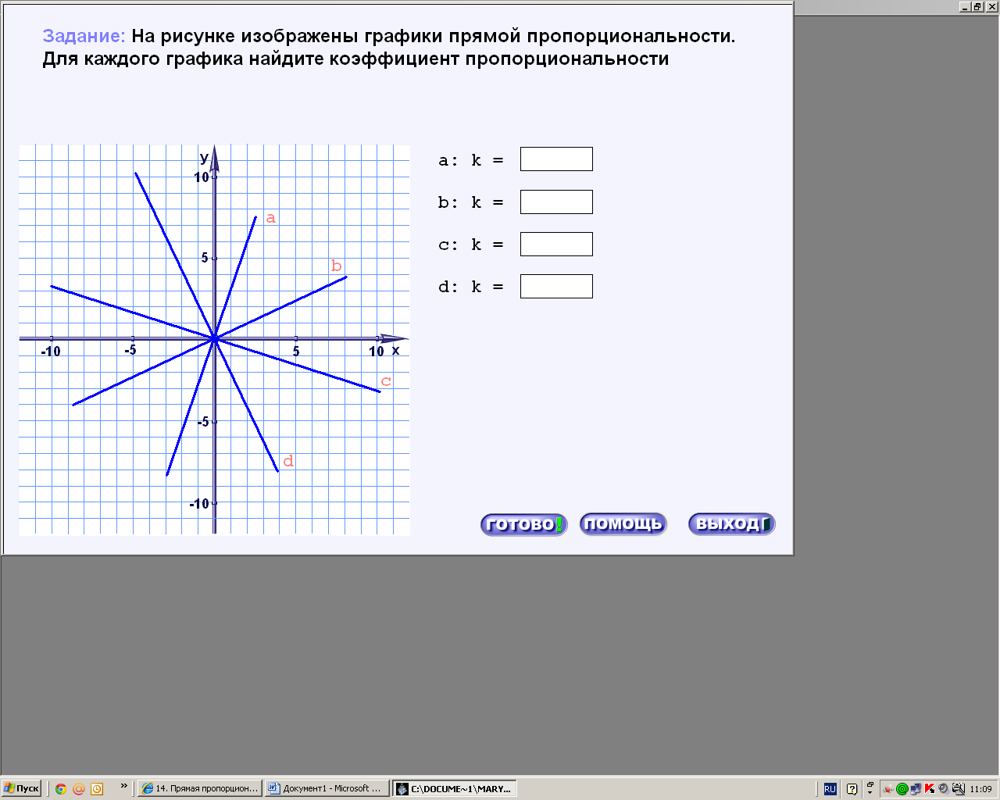 Задание: На рисунке изображены графики прямой пропорциональности.
Для каждого графика найдите коэффициент пропорциональности
y
10
a
5
b
-10
-5
5
10
x
c
-5
d
-10
a: k =
b: k =
c: k =
d: k =
ГОТОВО!
ПОМОЩЬ
ВЫХОД
Пуск
»
14. Прямая пропорцион...
Документ1 - Microsoft ...
C:\DOCUME~1\MARY...
RU
11:09